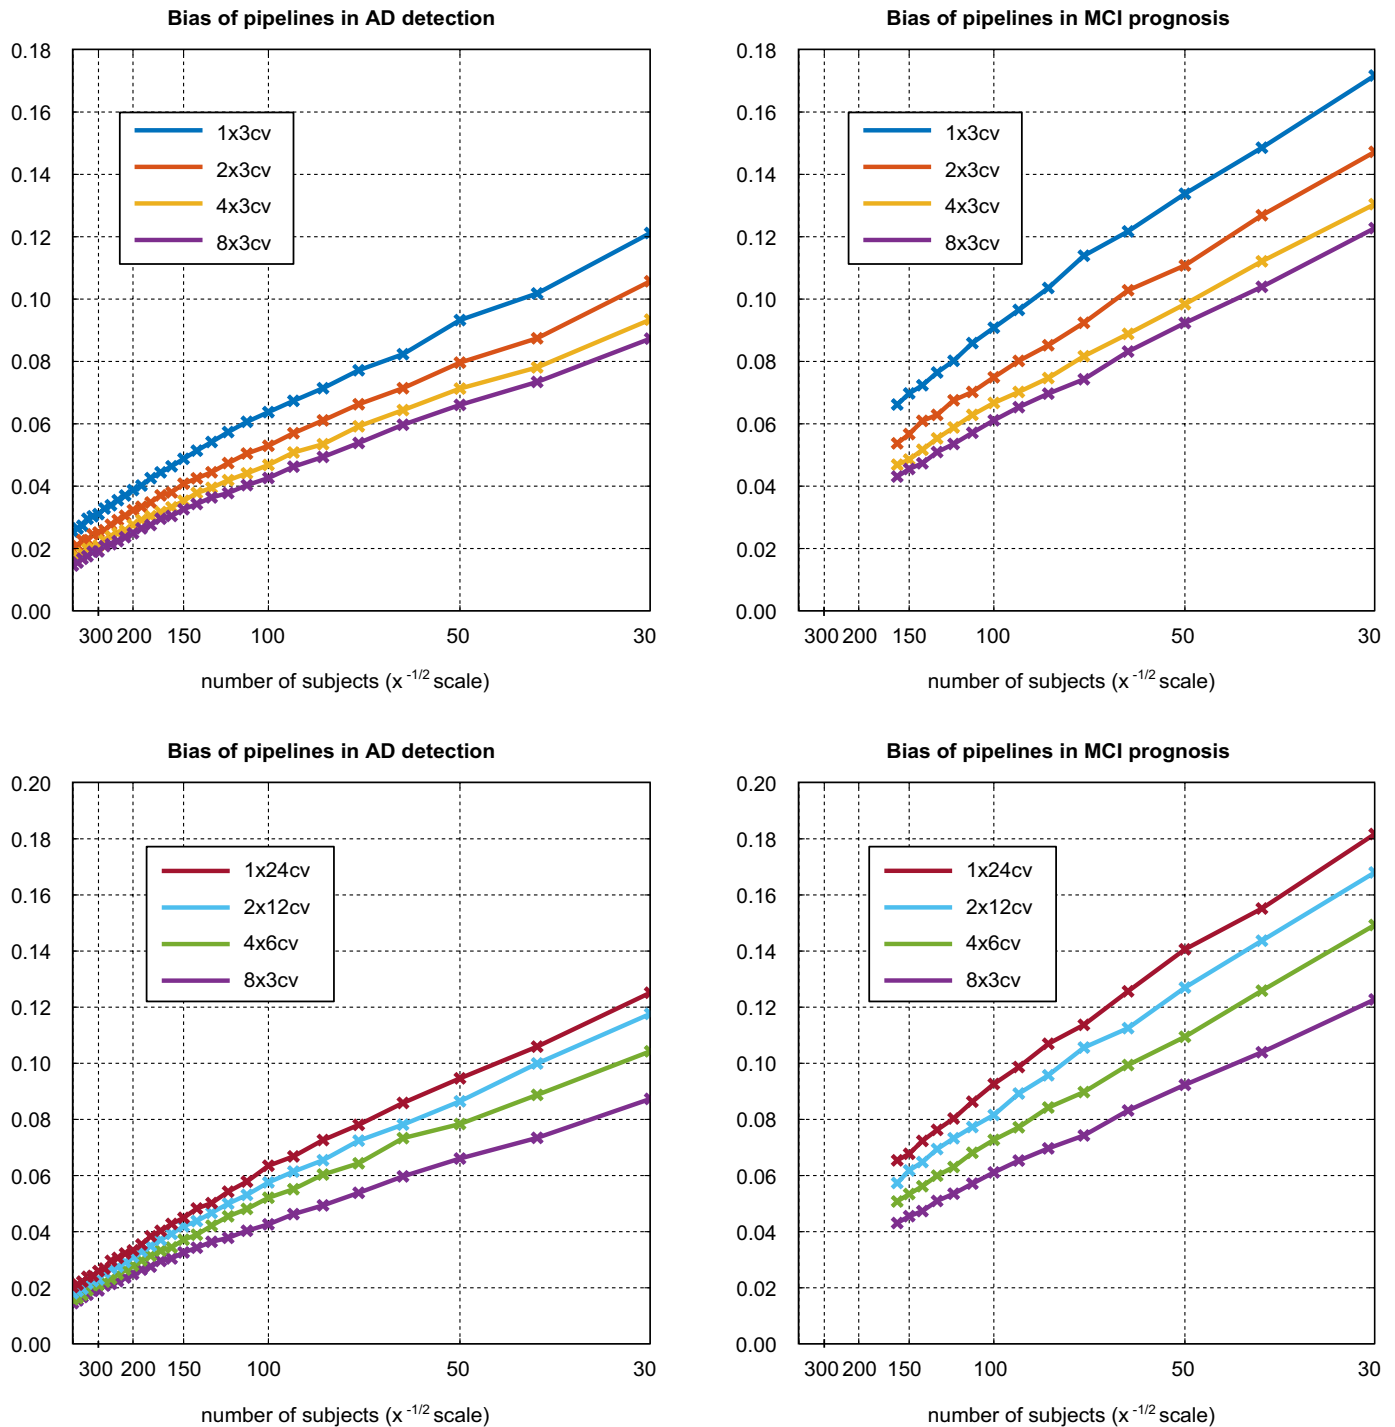 Bias of pipelines in AD detection
0.18
0.16
0.14
0.12
0.10
0.08
0.06
0.04
0.02
0.00
1x3cv
2x3cv
4x3cv
8x3cv
300 200 150 100 50 30
number of subjects (x -1/2 scale)
Bias of pipelines in MCI prognosis
0.18
0.16
0.14
0.12
0.10
0.08
0.06
0.04
0.02
0.00
1x3cv
2x3cv
4x3cv
8x3cv
300 200 150 100 50 30
number of subjects (x -1/2 scale)
Bias of pipelines in AD detection
0.20
0.18
0.16
0.14
0.12
0.10
0.08
0.06
0.04
0.02
0.00
1x24cv
2x12cv
4x6cv
8x3cv
300 200 150 100 50 30
number of subjects (x -1/2 scale)
Bias of pipelines in MCI prognosis
0.20
0.18
0.16
0.14
0.12
0.10
0.08
0.06
0.04
0.02
0.00
1x24cv
2x12cv
4x6cv
8x3cv
300 200 150 100 50 30
number of subjects (x -1/2 scale)